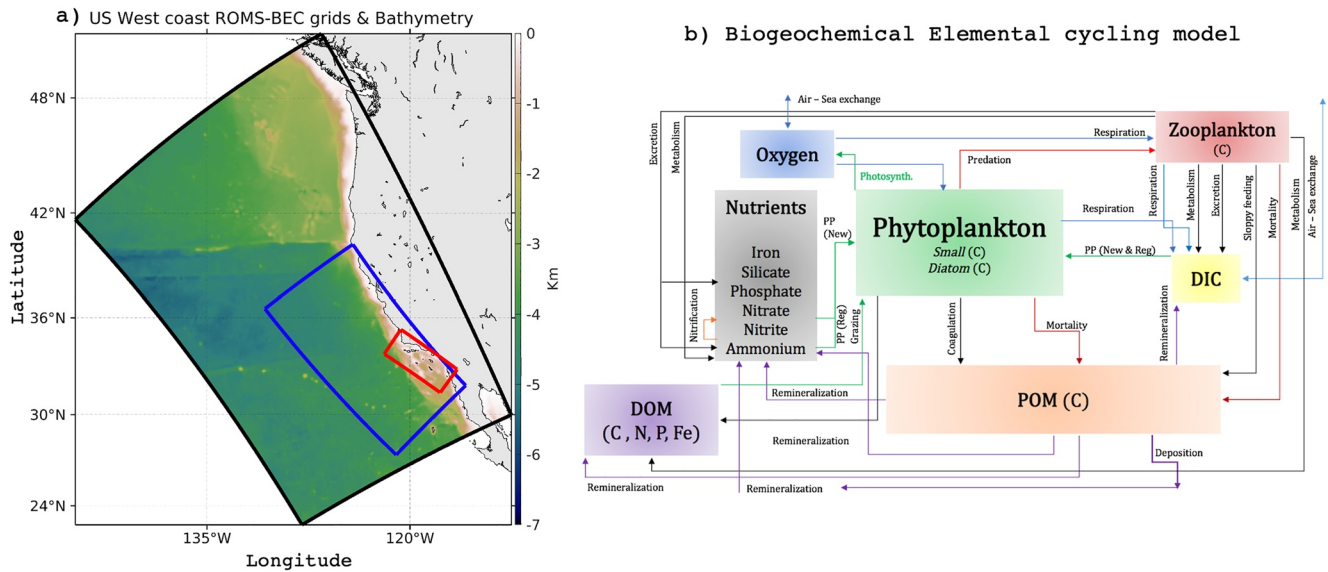 a) US West coast ROMS-BEC grids & Bathymetry
48°N
42°N
36°N
30°N
24°N
Latitude
135°W
120°W
Longitude
0
-1
-2
-3
-4
-5
-6
-7
Km
b) Biogeochemical Elemental cycling model
Air – Sea exchange
Excretion
Metabolism
Oxygen
Respiration
Zooplankton
(C)
Predation
Photosynth.
Nutrients
Iron
Silicate
Phosphate
Nitrate
Nitrite
Ammonium
Nitrification
PP
(New)
PP (Reg)
Grazing
Phytoplankton
Small (C)
Diatom (C)
Respiration
Respiration
Metabolism
Excretion
Sloppy feeding
Mortality
Metabolism
Air – Sea exchange
PP (New & Reg)
DIC
Coagulation
Mortality
Remineralization
Remineralization
POM (C)
DOM
(C , N, P, Fe)
Remineralization
Deposition
Remineralization
Remineralization